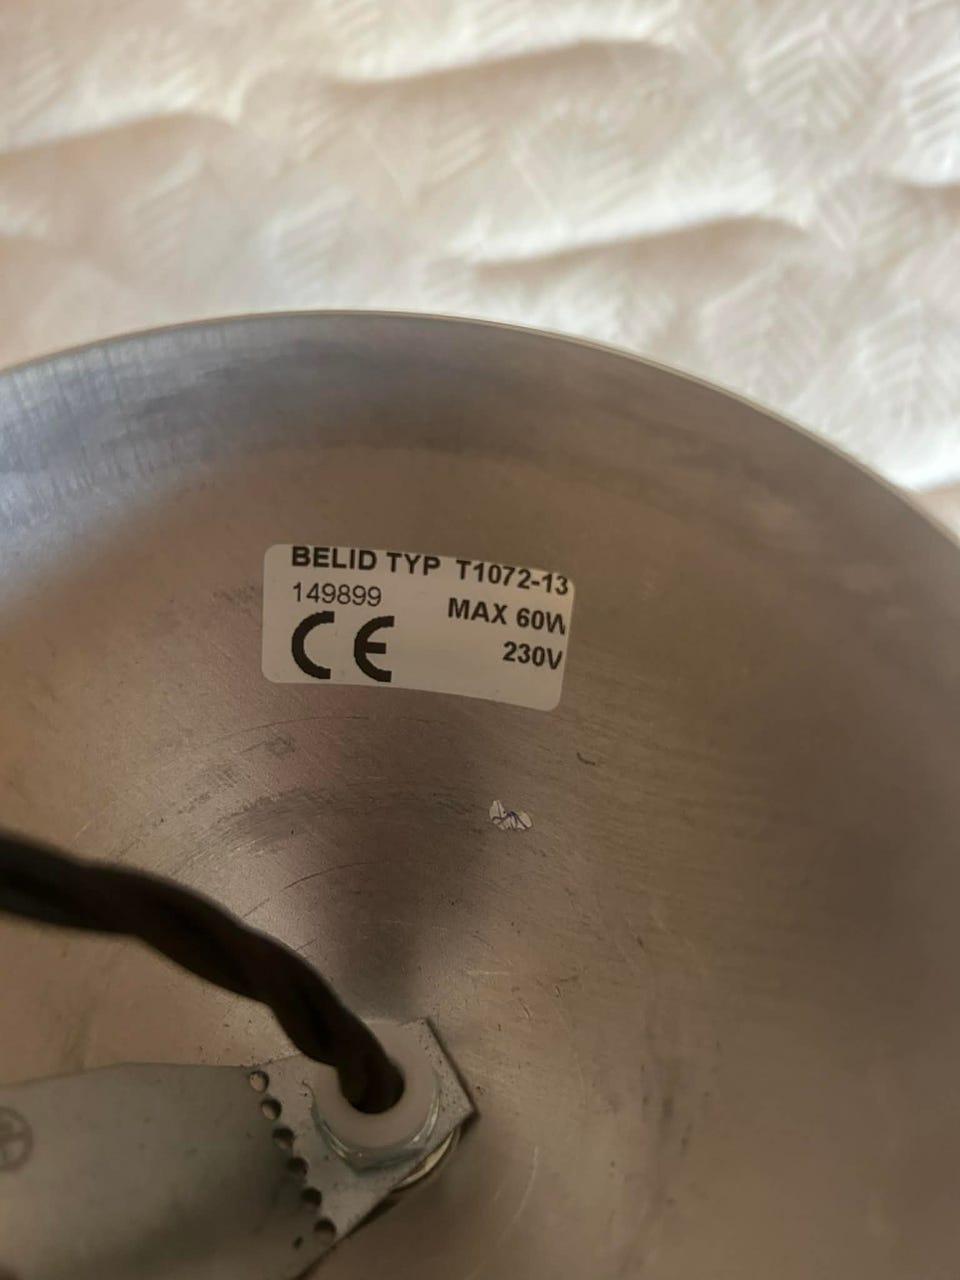 BELID TYP T1072-13
149899 MAX 60W
CE 230V